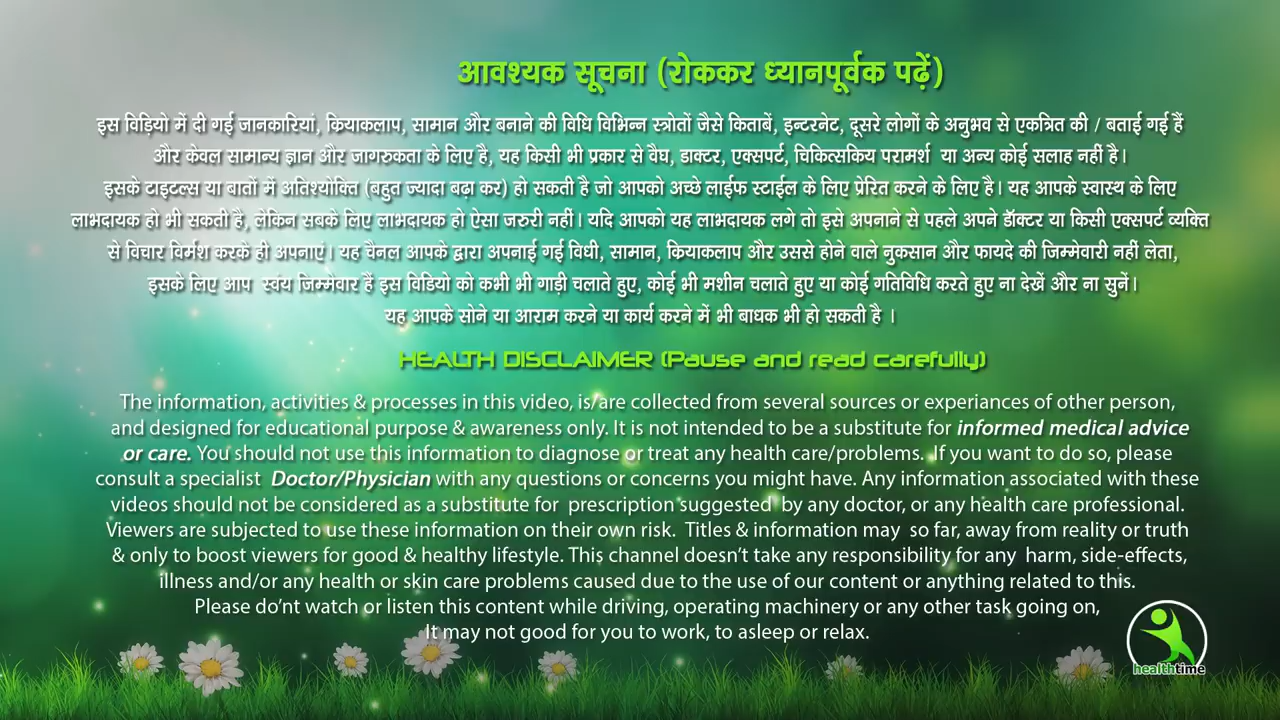 आवश्यक सूचना (रोककर ध्यानपूर्वक पढ़ें)
इस विड़ियो में दी गई जानकारियां, क्रियाकलाप, सामान और बनाने की विधि विभिन्न स्त्रोतों जैसे किताबें, इन्टरनेट, दूसरे लोगों के अनुभव से एकत्रित की / बताई गई हैं
और केवल सामान्य ज्ञान और जागरुकता के लिए है, यह किसी भी प्रकार से वैघ, डाक्टर, एक्सपर्ट, चिकित्सकिय परामर्श या अन्य कोई सलाह नहीं है।
इसके टाइटल्स या बातों में अतिश्योक्ति (बहुत ज्यादा बढ़ा कर) हो सकती है जो आपको अच्छे लाईफ स्टाईल के लिए प्रेरित करने के लिए है। यह आपके स्वास्थ के लिए
लाभदायक हो भी सकती है, लेकिन सबके लिए लाभदायक हो ऐसा जरुरी नहीं। यदि आपको यह लाभदायक लगे तो इसे अपनाने से पहले अपने डॉक्टर या किसी एक्सपर्ट व्यक्ति
से विचार विर्मश करके ही अपनाएं। यह चैनल आपके द्वारा अपनाई गई विधी, सामान, क्रियाकलाप और उससे होने वाले नुकसान और फायदे की जिम्मेवारी नहीं लेता,
इसके लिए आप स्वंय जिम्मेवार हैं इस विडियो को कभी भी गाड़ी चलाते हुए, कोई भी मशीन चलाते हुए या कोई गतिविधि करते हुए ना देखें और ना सुनें।
यह आपके सोने या आराम करने या कार्य करने में भी बाधक भी हो सकती है ।
HEALTH DISCLAIMER (Pause and read carefully)
The information, activities & processes in this video, is/are collected from several sources or experiances of other person,
and designed for educational purpose & awareness only. It is not intended to be a substitute for informed medical advice
or care. You should not use this information to diagnose or treat any health care/problems. If you want to do so, please
consult a specialist Doctor/Physician with any questions or concerns you might have. Any information associated with these
videos should not be considered as a substitute for prescription suggested by any doctor, or any health care professional.
Viewers are subjected to use these information on their own risk. Titles & information may so far, away from reality or truth
& only to boost viewers for good & healthy lifestyle. This channel doesn't take any responsibility for any harm, side-effects,
illness and/or any health or skin care problems caused due to the use of our content or anything related to this.
Please do'nt watch or listen this content while driving, operating machinery or any other task going on,
It may not good for you to work, to asleep or relax.
healthtime